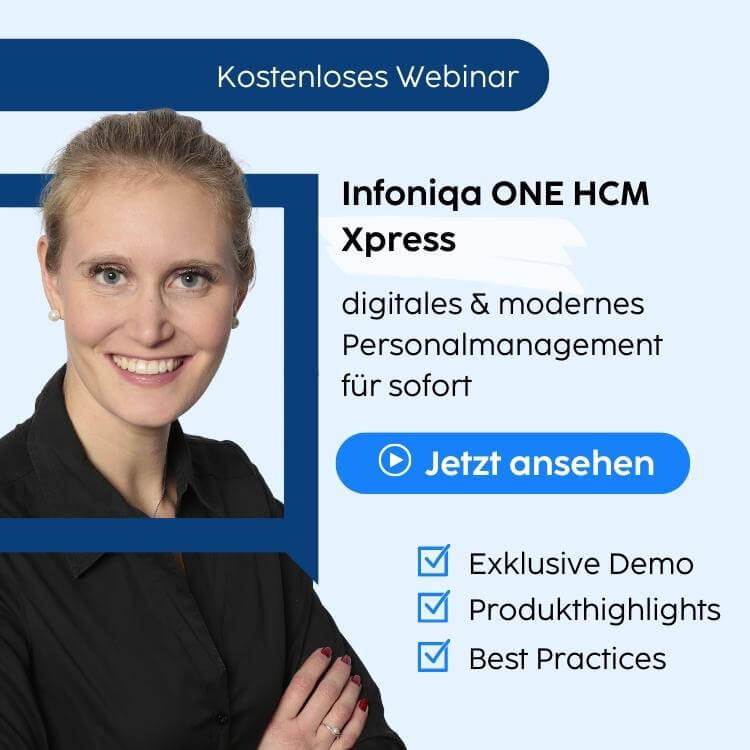 Kostenloses Webinar
Infoniqa ONE HCM
Xpress
digitales & modernes
Personalmanagement
für sofort
Jetzt ansehen
Exklusive Demo
Produkthighlights
Best Practices